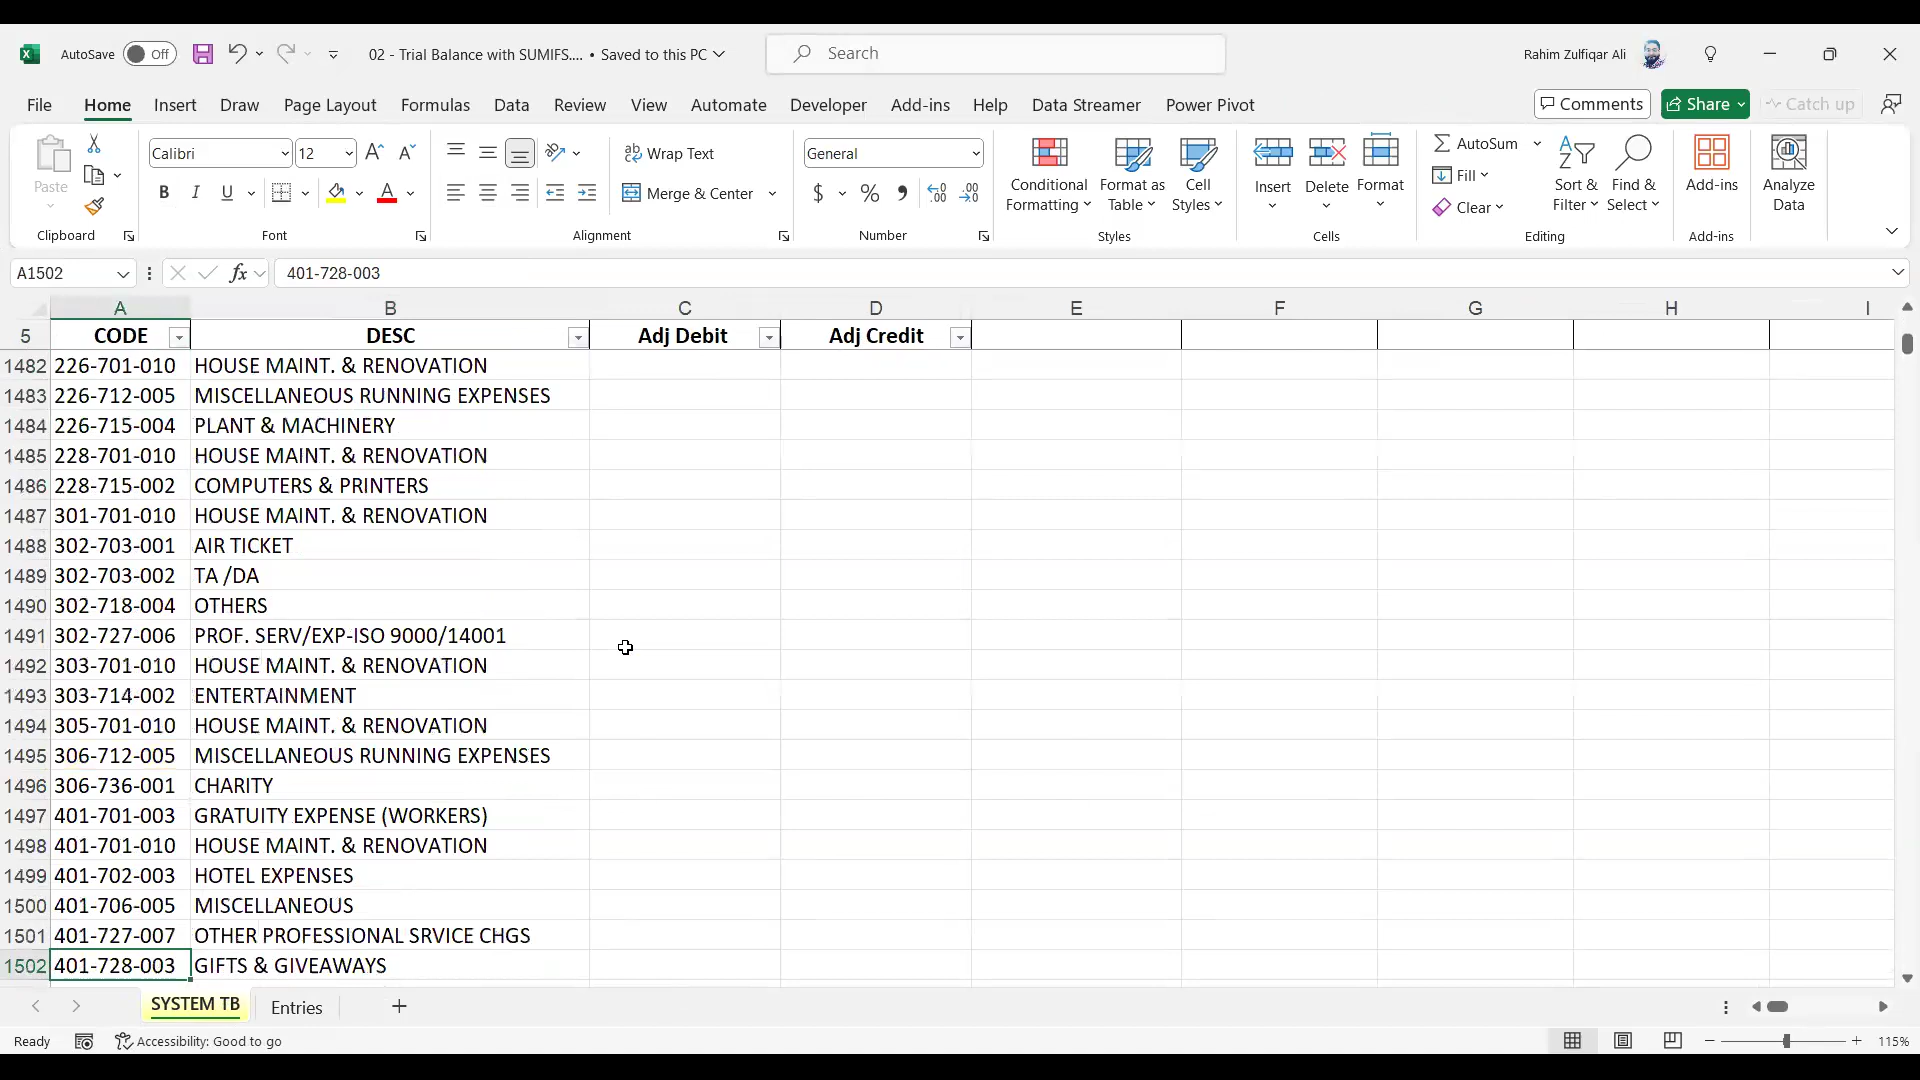 AutoSave Off 02 - Trial Balance with SUMIFS.... • Saved to this PC Search Rahim Zulfiqar Ali
File Home Insert Draw Page Layout Formulas Data Review View Automate Developer Add-ins Help Data Streamer Power Pivot Comments Share Catch up
Paste
Clipboard
Calibri 12
B I U A
Font
Wrap Text
Merge & Center
Alignment
General
$ % , .00
Number
Conditional Formatting
Format as Table
Cell Styles
Styles
Insert
Delete
Format
Cells
AutoSum
Fill
Clear
Sort & Filter
Find & Select
Editing
Add-ins
Add-ins
Analyze Data
A1502 fx 401-728-003
A B C D E F G H I
5 CODE DESC Adj Debit Adj Credit
1482 226-701-010 HOUSE MAINT. & RENOVATION
1483 226-712-005 MISCELLANEOUS RUNNING EXPENSES
1484 226-715-004 PLANT & MACHINERY
1485 228-701-010 HOUSE MAINT. & RENOVATION
1486 228-715-002 COMPUTERS & PRINTERS
1487 301-701-010 HOUSE MAINT. & RENOVATION
1488 302-703-001 AIR TICKET
1489 302-703-002 TA /DA
1490 302-718-004 OTHERS
1491 302-727-006 PROF. SERV/EXP-ISO 9000/14001
1492 303-701-010 HOUSE MAINT. & RENOVATION
1493 303-714-002 ENTERTAINMENT
1494 305-701-010 HOUSE MAINT. & RENOVATION
1495 306-712-005 MISCELLANEOUS RUNNING EXPENSES
1496 306-736-001 CHARITY
1497 401-701-003 GRATUITY EXPENSE (WORKERS)
1498 401-701-010 HOUSE MAINT. & RENOVATION
1499 401-702-003 HOTEL EXPENSES
1500 401-706-005 MISCELLANEOUS
1501 401-727-007 OTHER PROFESSIONAL SRVICE CHGS
1502 401-728-003 GIFTS & GIVEAWAYS
SYSTEM TB Entries
Ready Accessibility: Good to go 115%